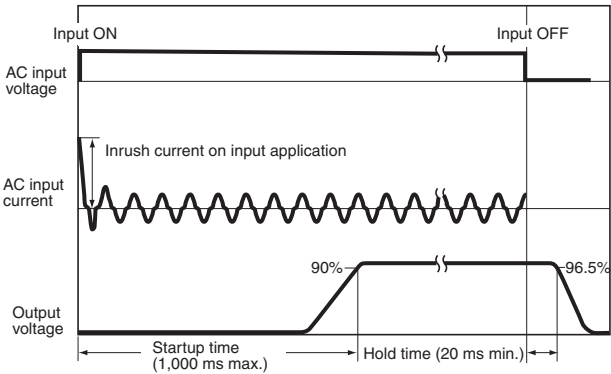 Input ON
Input OFF
AC input
voltage
Inrush current on input application
AC input
current
90%
96.5%
Output
voltage
Startup time
(1,000 ms max.)
Hold time (20 ms min.)